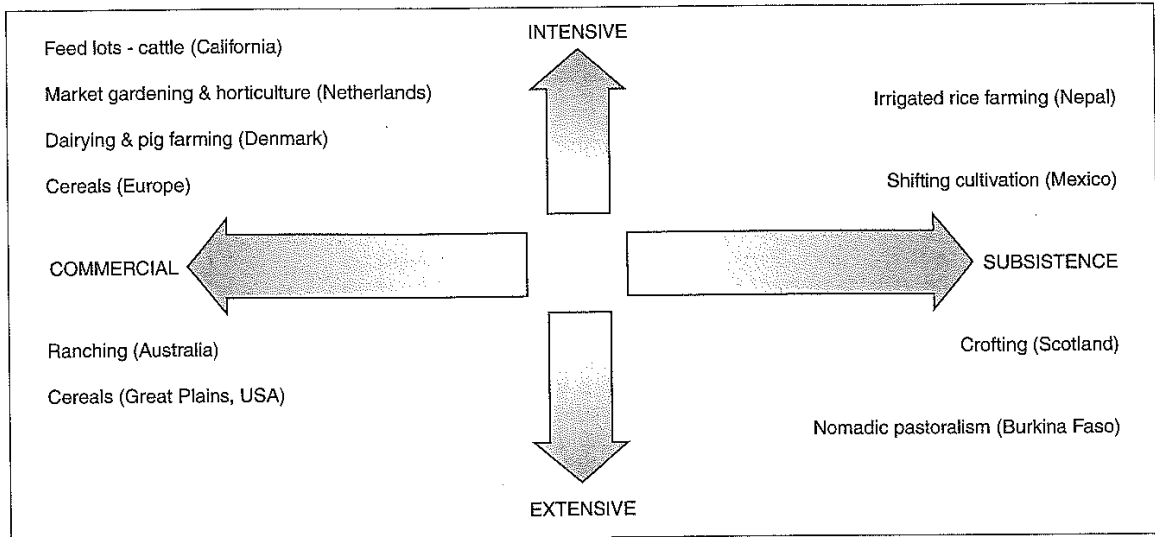 INTENSIVE
Feed lots - cattle (California)
Market gardening & horticulture (Netherlands)
Dairying & pig farming (Denmark)
Cereals (Europe)
Irrigated rice farming (Nepal)
Shifting cultivation (Mexico)
COMMERCIAL
SUBSISTENCE
Ranching (Australia)
Cereals (Great Plains, USA)
Crofting (Scotland)
Nomadic pastoralism (Burkina Faso)
EXTENSIVE